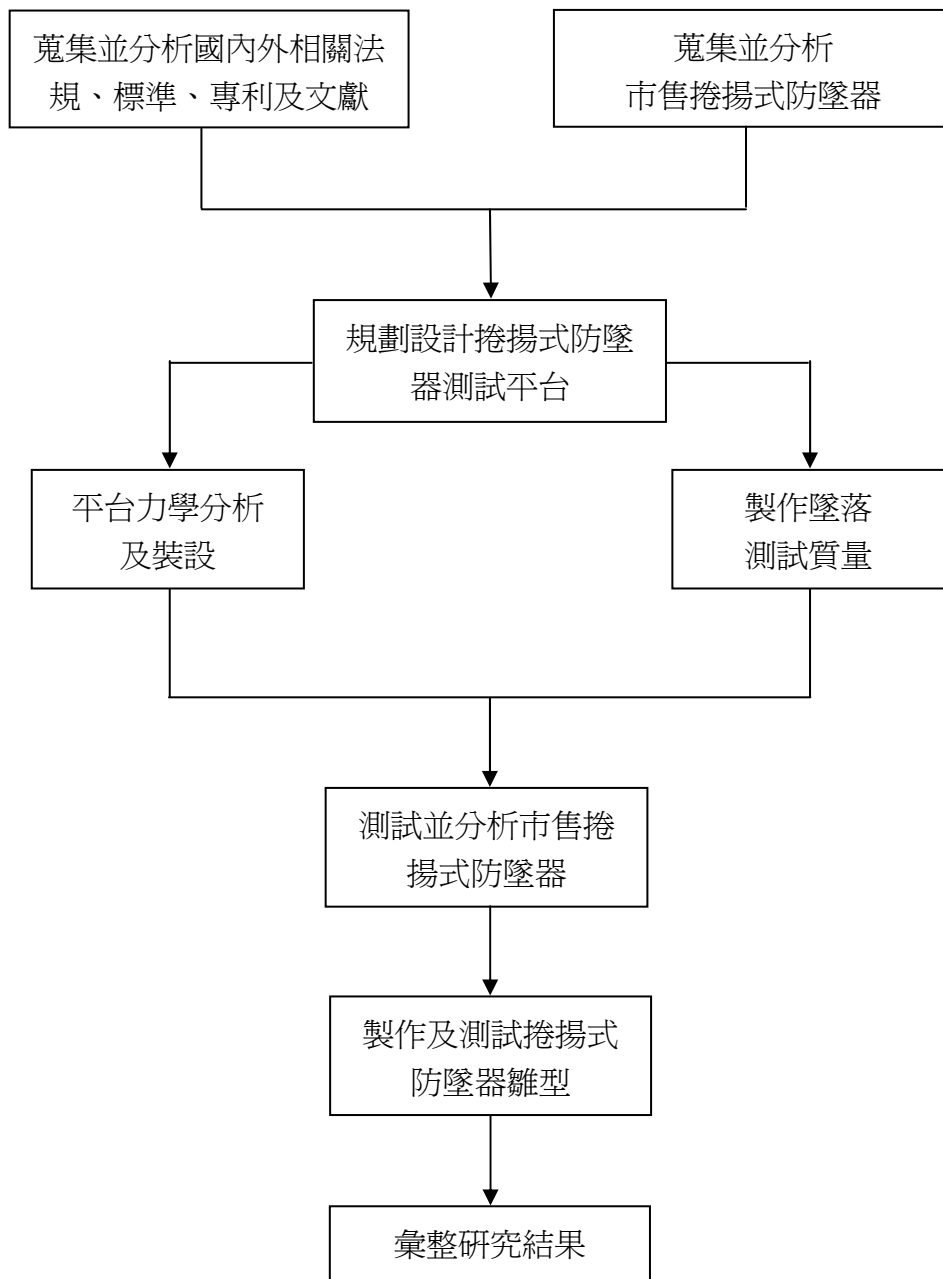 蒐集並分析國內外相關法
規、標準、專利及文獻
蒐集並分析
市售捲揚式防墜器
規劃設計捲揚式防墜
器測試平台
平台力學分析
及裝設
製作墜落
測試質量
測試並分析市售捲
揚式防墜器
製作及測試捲揚式
防墜器雛型
彙整研究結果